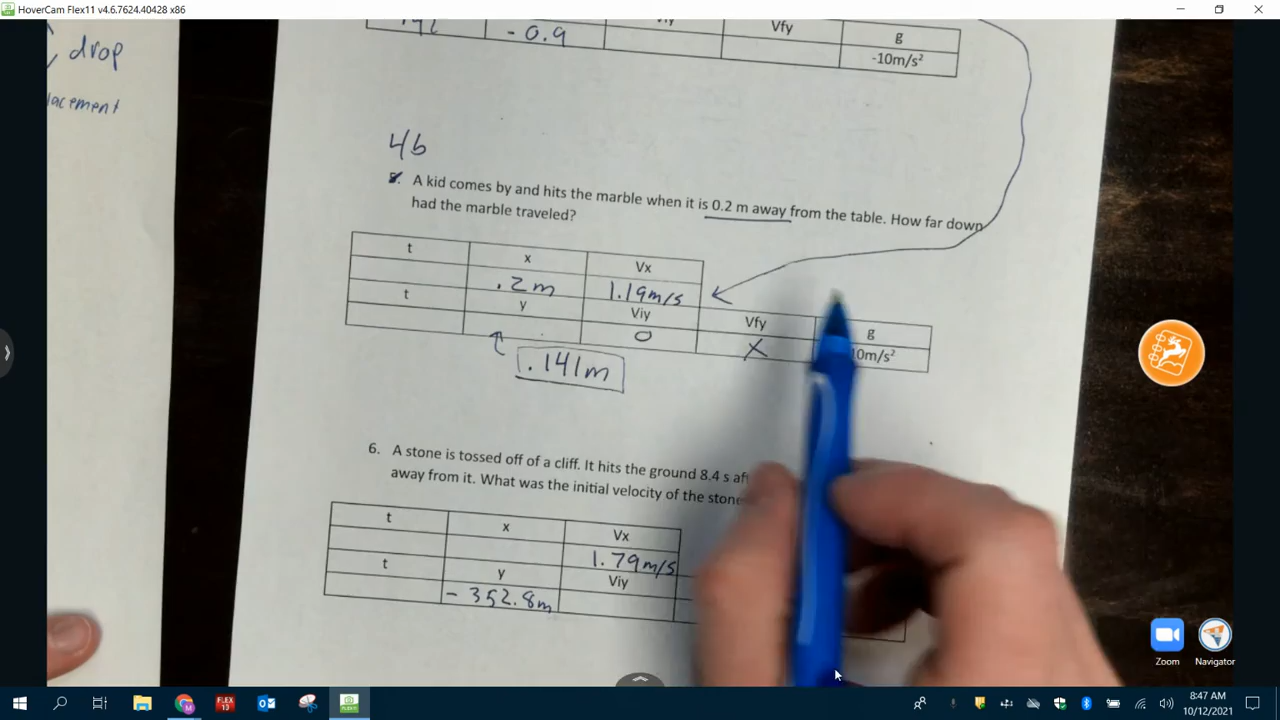 HoverCam Flex11 v4.6.7624.40428 x86
drop
lacement
- 0.9
Vfy
g
-10m/s²
4b
A kid comes by and hits the marble when it is 0.2 m away from the table. How far down
had the marble traveled?
t x Vx
.2m 1.19m/s
t y Viy Vfy g
0 X 10m/s²
.141m
6. A stone is tossed off of a cliff. It hits the ground 8.4 s af
away from it. What was the initial velocity of the stone
t x Vx
1.79m/s
t y Viy
- 352.8m
Zoom
Navigator
FLEX
8:47 AM
10/12/2021